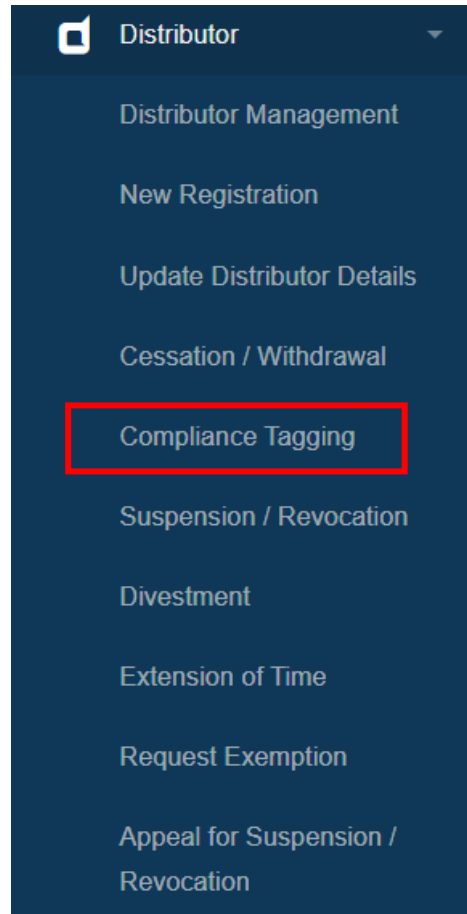 Distributor
Distributor Management
New Registration
Update Distributor Details
Cessation / Withdrawal
Compliance Tagging
Suspension / Revocation
Divestment
Extension of Time
Request Exemption
Appeal for Suspension /
Revocation